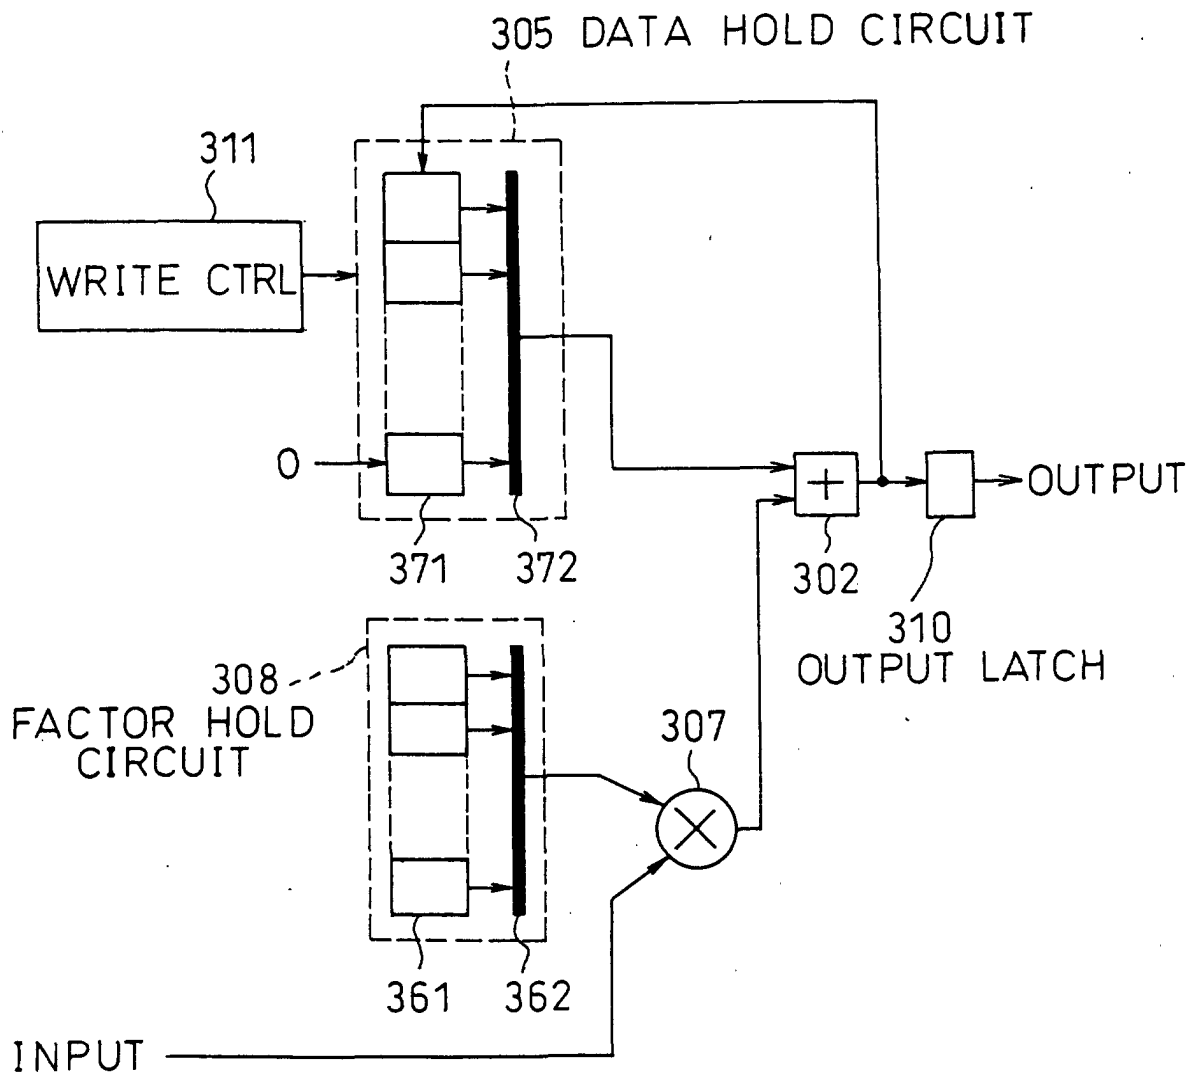 305 DATA HOLD CIRCUIT
311
WRITE CTRL
0
371
372
+
302
310
OUTPUT LATCH
OUTPUT
308
FACTOR HOLD
CIRCUIT
307
361
362
INPUT